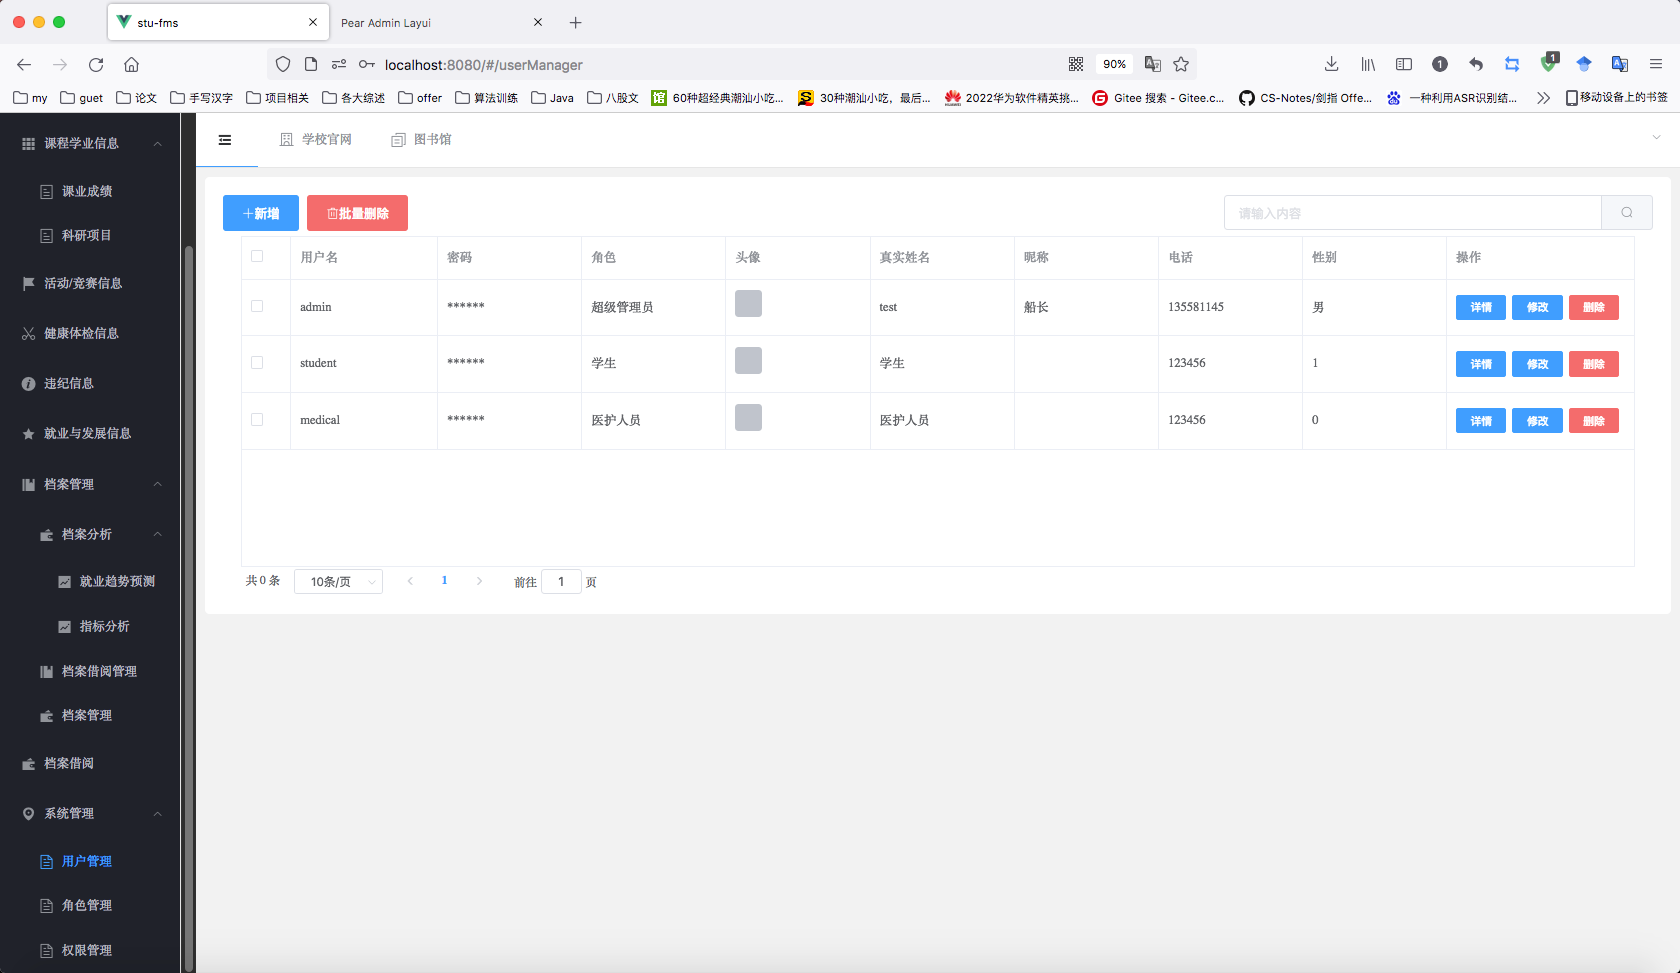 stu-fms
Pear Admin Layui
localhost:8080/#/userManager
90%
1
1
my
guet
论文
手写汉字
项目相关
各大综述
offer
算法训练
Java
八股文
馆 60种超经典潮汕小吃...
30种潮汕小吃，最后...
2022华为软件精英挑...
Gitee 搜索 - Gitee.c...
CS-Notes/剑指 Offe...
一种利用ASR识别结...
移动设备上的书签
课程学业信息
课业成绩
科研项目
活动/竞赛信息
健康体检信息
违纪信息
就业与发展信息
档案管理
档案分析
就业趋势预测
指标分析
档案借阅管理
档案管理
档案借阅
系统管理
用户管理
角色管理
权限管理
学校官网
图书馆
+新增
批量删除
请输入内容
用户名 密码 角色 头像 真实姓名 昵称 电话 性别 操作
admin ****** 超级管理员 test 船长 135581145 男 详情 修改 删除
student ****** 学生 学生 123456 1 详情 修改 删除
medical ****** 医护人员 医护人员 123456 0 详情 修改 删除
共 0 条 10条/页 < 1 > 前往 1 页